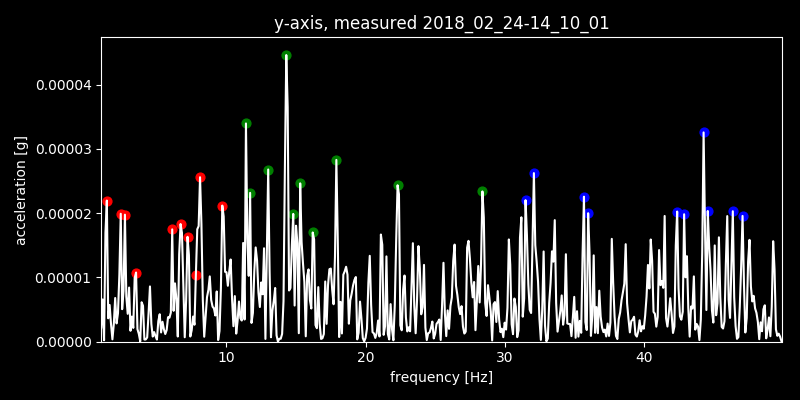 y-axis, measured 2018_02_24-14_10_01
acceleration [g]
0.00004
0.00003
0.00002
0.00001
0.00000
10 20 30 40
frequency [Hz]